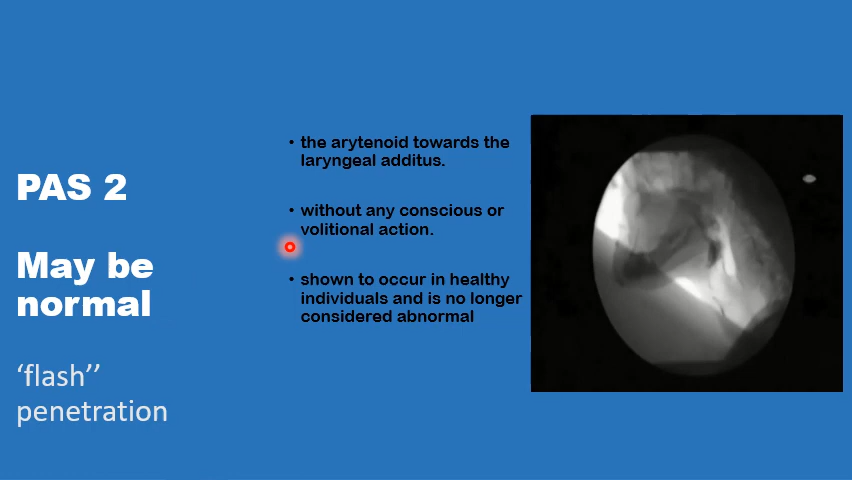 PAS 2
May be
normal
‘flash’’
penetration
• the arytenoid towards the
laryngeal additus.
• without any conscious or
volitional action.
• shown to occur in healthy
individuals and is no longer
considered abnormal